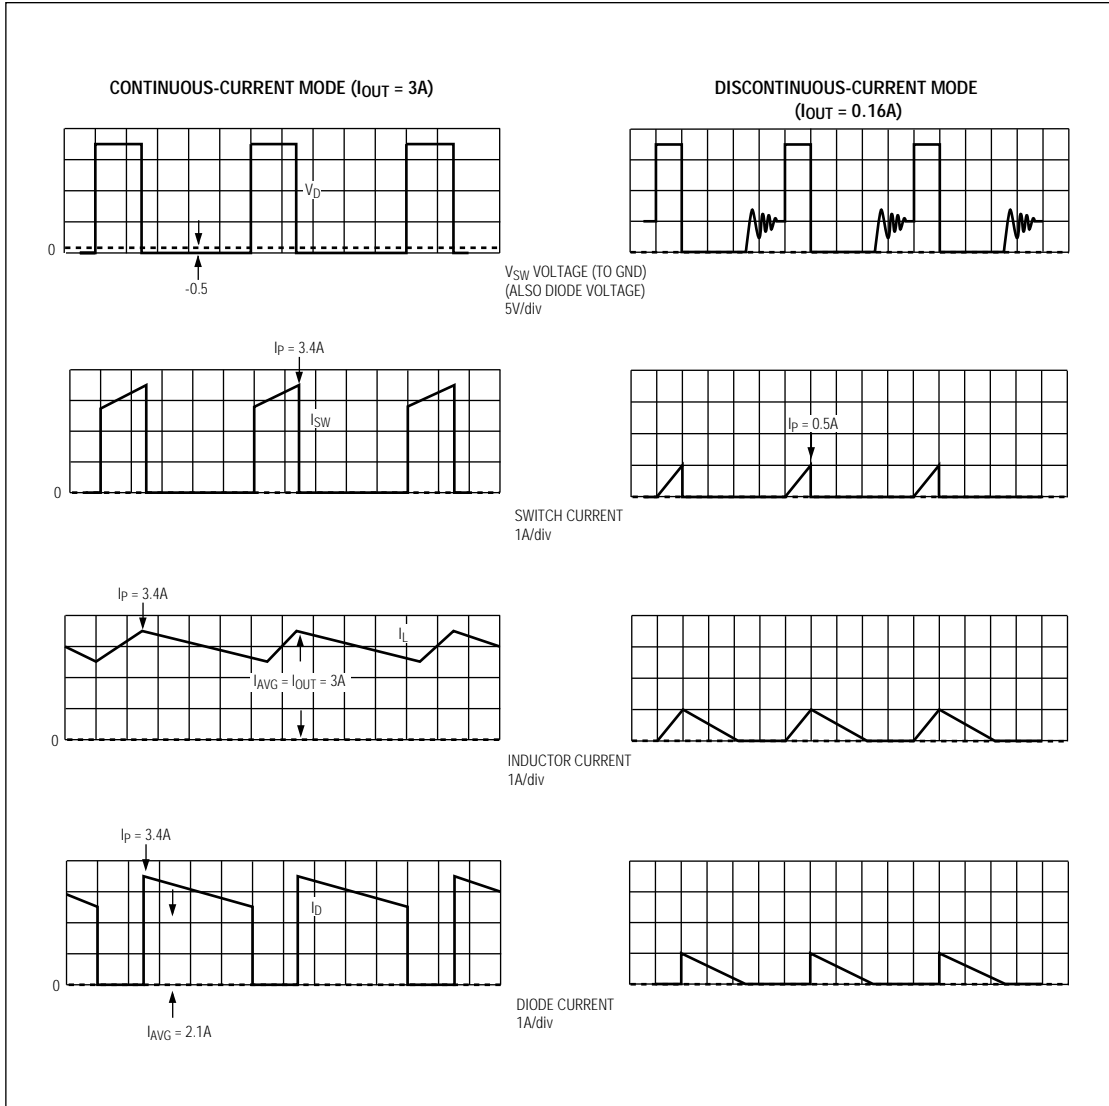 CONTINUOUS-CURRENT MODE (IOUT = 3A)
DISCONTINUOUS-CURRENT MODE
(IOUT = 0.16A)
VD
0
-0.5
VSW VOLTAGE (TO GND)
(ALSO DIODE VOLTAGE)
5V/div
IP = 3.4A
ISW
0
IP = 0.5A
SWITCH CURRENT
1A/div
IP = 3.4A
IL
IAVG = IOUT = 3A
0
INDUCTOR CURRENT
1A/div
IP = 3.4A
ID
0
IAVG = 2.1A
DIODE CURRENT
1A/div